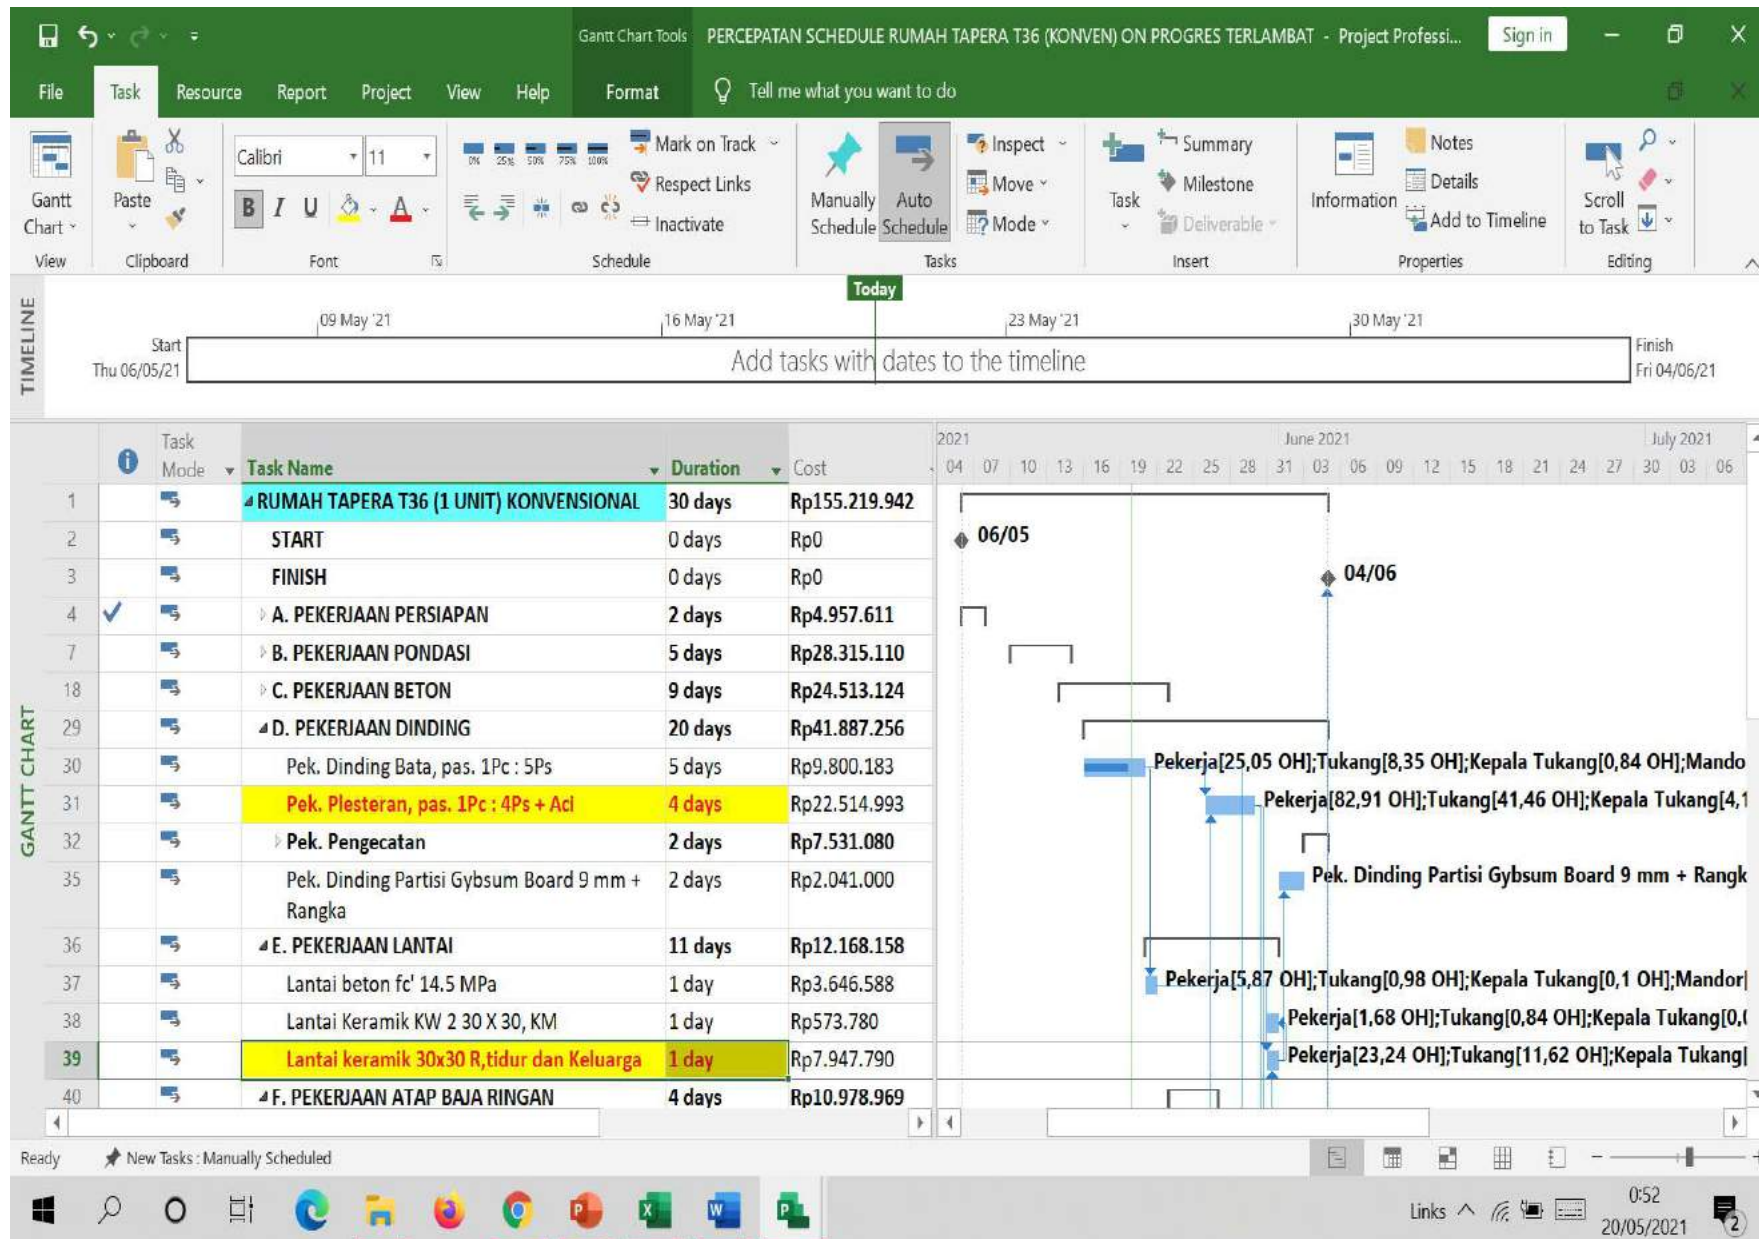 Gantt Chart Tools PERCEPATAN SCHEDULE RUMAH TAPERA T36 (KONVEN) ON PROGRES TERLAMBAT - Project Professi... Sign in
File Task Resource Report Project View Help Format Tell me what you want to do
Gantt Chart
View
Paste
Clipboard
Calibri 11
B I U A
Font
0% 25% 50% 75% 100%
Mark on Track
Respect Links
Inactivate
Schedule
Manually Schedule
Auto Schedule
Inspect
Move
Mode
Tasks
Task
Summary
Milestone
Deliverable
Insert
Information
Notes
Details
Add to Timeline
Properties
Scroll to Task
Editing
TIMELINE
Today
09 May '21 16 May '21 23 May '21 30 May '21
Start
Thu 06/05/21
Add tasks with dates to the timeline
Finish
Fri 04/06/21
GANTT CHART
Task Mode Task Name Duration Cost
2021 June 2021 July 2021
04 07 10 13 16 19 22 25 28 31 03 06 09 12 15 18 21 24 27 30 03 06
1 RUMAH TAPERA T36 (1 UNIT) KONVENSIONAL 30 days Rp155.219.942
2 START 0 days Rp0 06/05
3 FINISH 0 days Rp0 04/06
4 A. PEKERJAAN PERSIAPAN 2 days Rp4.957.611
7 B. PEKERJAAN PONDASI 5 days Rp28.315.110
18 C. PEKERJAAN BETON 9 days Rp24.513.124
29 D. PEKERJAAN DINDING 20 days Rp41.887.256
30 Pek. Dinding Bata, pas. 1Pc : 5Ps 5 days Rp9.800.183 Pekerja[25,05 OH];Tukang[8,35 OH];Kepala Tukang[0,84 OH];Mando
31 Pek. Plesteran, pas. 1Pc : 4Ps + Aci 4 days Rp22.514.993 Pekerja[82,91 OH];Tukang[41,46 OH];Kepala Tukang[4,1
32 Pek. Pengecatan 2 days Rp7.531.080
35 Pek. Dinding Partisi Gybsum Board 9 mm + 2 days Rp2.041.000 Pek. Dinding Partisi Gybsum Board 9 mm + Rangk
Rangka
36 E. PEKERJAAN LANTAI 11 days Rp12.168.158
37 Lantai beton fc' 14.5 MPa 1 day Rp3.646.588 Pekerja[5,87 OH];Tukang[0,98 OH];Kepala Tukang[0,1 OH];Mandor[
38 Lantai Keramik KW 2 30 X 30, KM 1 day Rp573.780 Pekerja[1,68 OH];Tukang[0,84 OH];Kepala Tukang[0,0
39 Lantai keramik 30x30 R,tidur dan Keluarga 1 day Rp7.947.790 Pekerja[23,24 OH];Tukang[11,62 OH];Kepala Tukang[
40 F. PEKERJAAN ATAP BAJA RINGAN 4 days Rp10.978.969
Ready New Tasks : Manually Scheduled
Links 0:52
20/05/2021
2